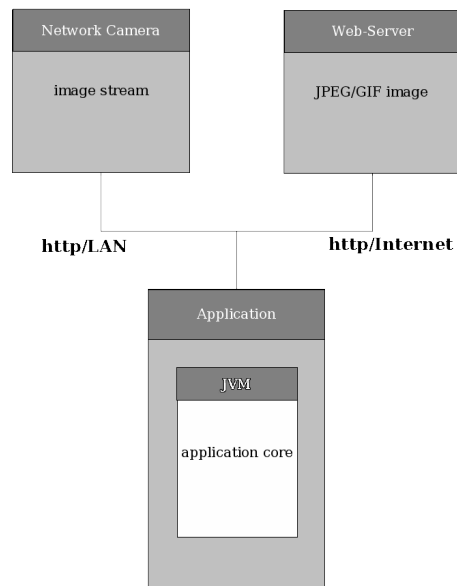 Network Camera
image stream
Web-Server
JPEG/GIF image
http/LAN
http/Internet
Application
JVM
application core